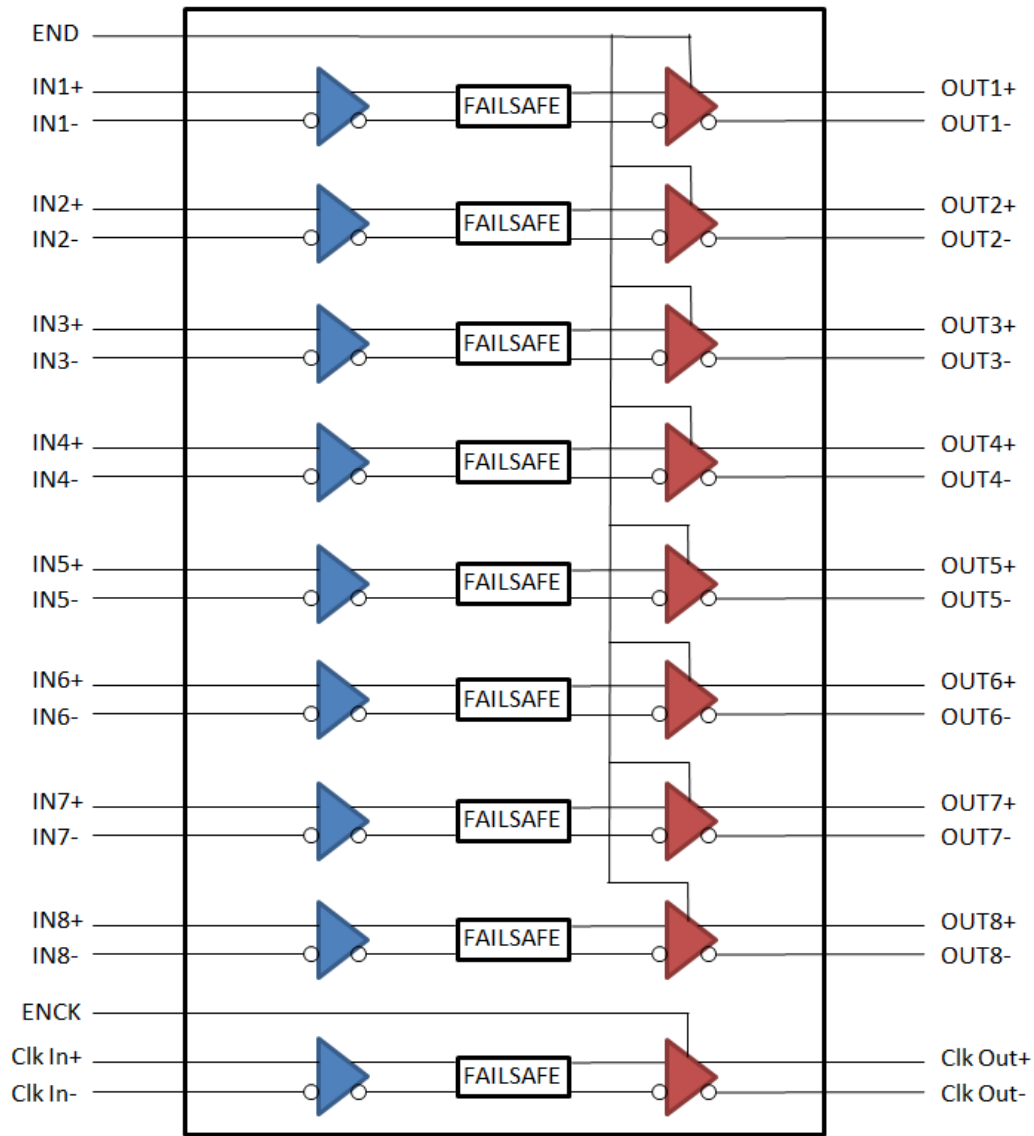 END
IN1+ FAILSAFE OUT1+
IN1- OUT1-
IN2+ FAILSAFE OUT2+
IN2- OUT2-
IN3+ FAILSAFE OUT3+
IN3- OUT3-
IN4+ FAILSAFE OUT4+
IN4- OUT4-
IN5+ FAILSAFE OUT5+
IN5- OUT5-
IN6+ FAILSAFE OUT6+
IN6- OUT6-
IN7+ FAILSAFE OUT7+
IN7- OUT7-
IN8+ FAILSAFE OUT8+
IN8- OUT8-
ENCK
Clk In+ FAILSAFE Clk Out+
Clk In- Clk Out-